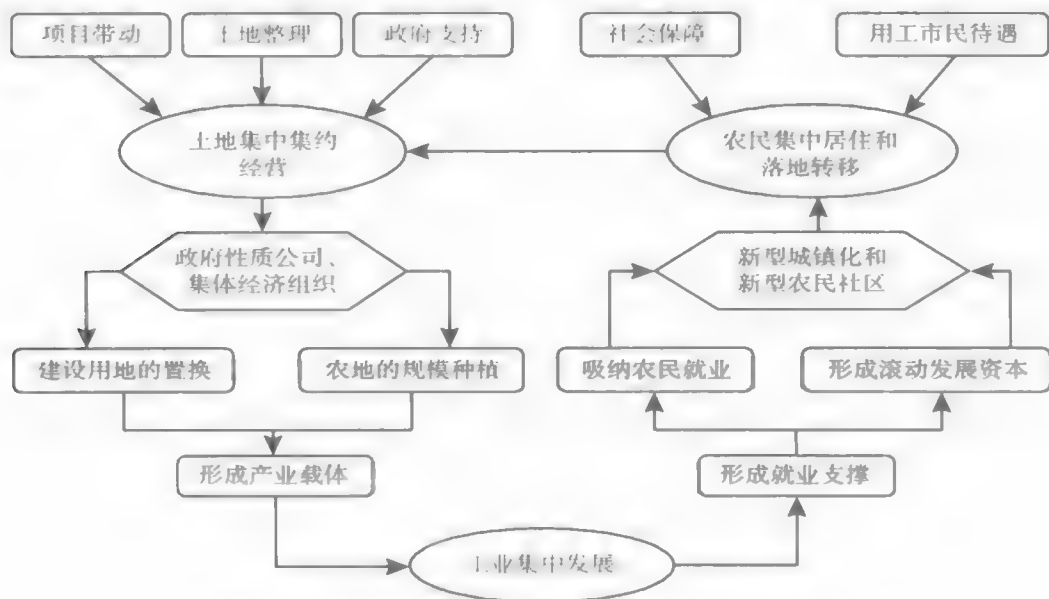 项目带动
土地整理
政府支持
社会保障
用工市民待遇
土地集中集约
经营
农民集中居住和
落地转移
政府性质公司、
集体经济组织
新型城镇化和
新型农民社区
建设用地的置换
农地的规模种植
吸纳农民就业
形成滚动发展资本
形成产业载体
形成就业支撑
工业集中发展